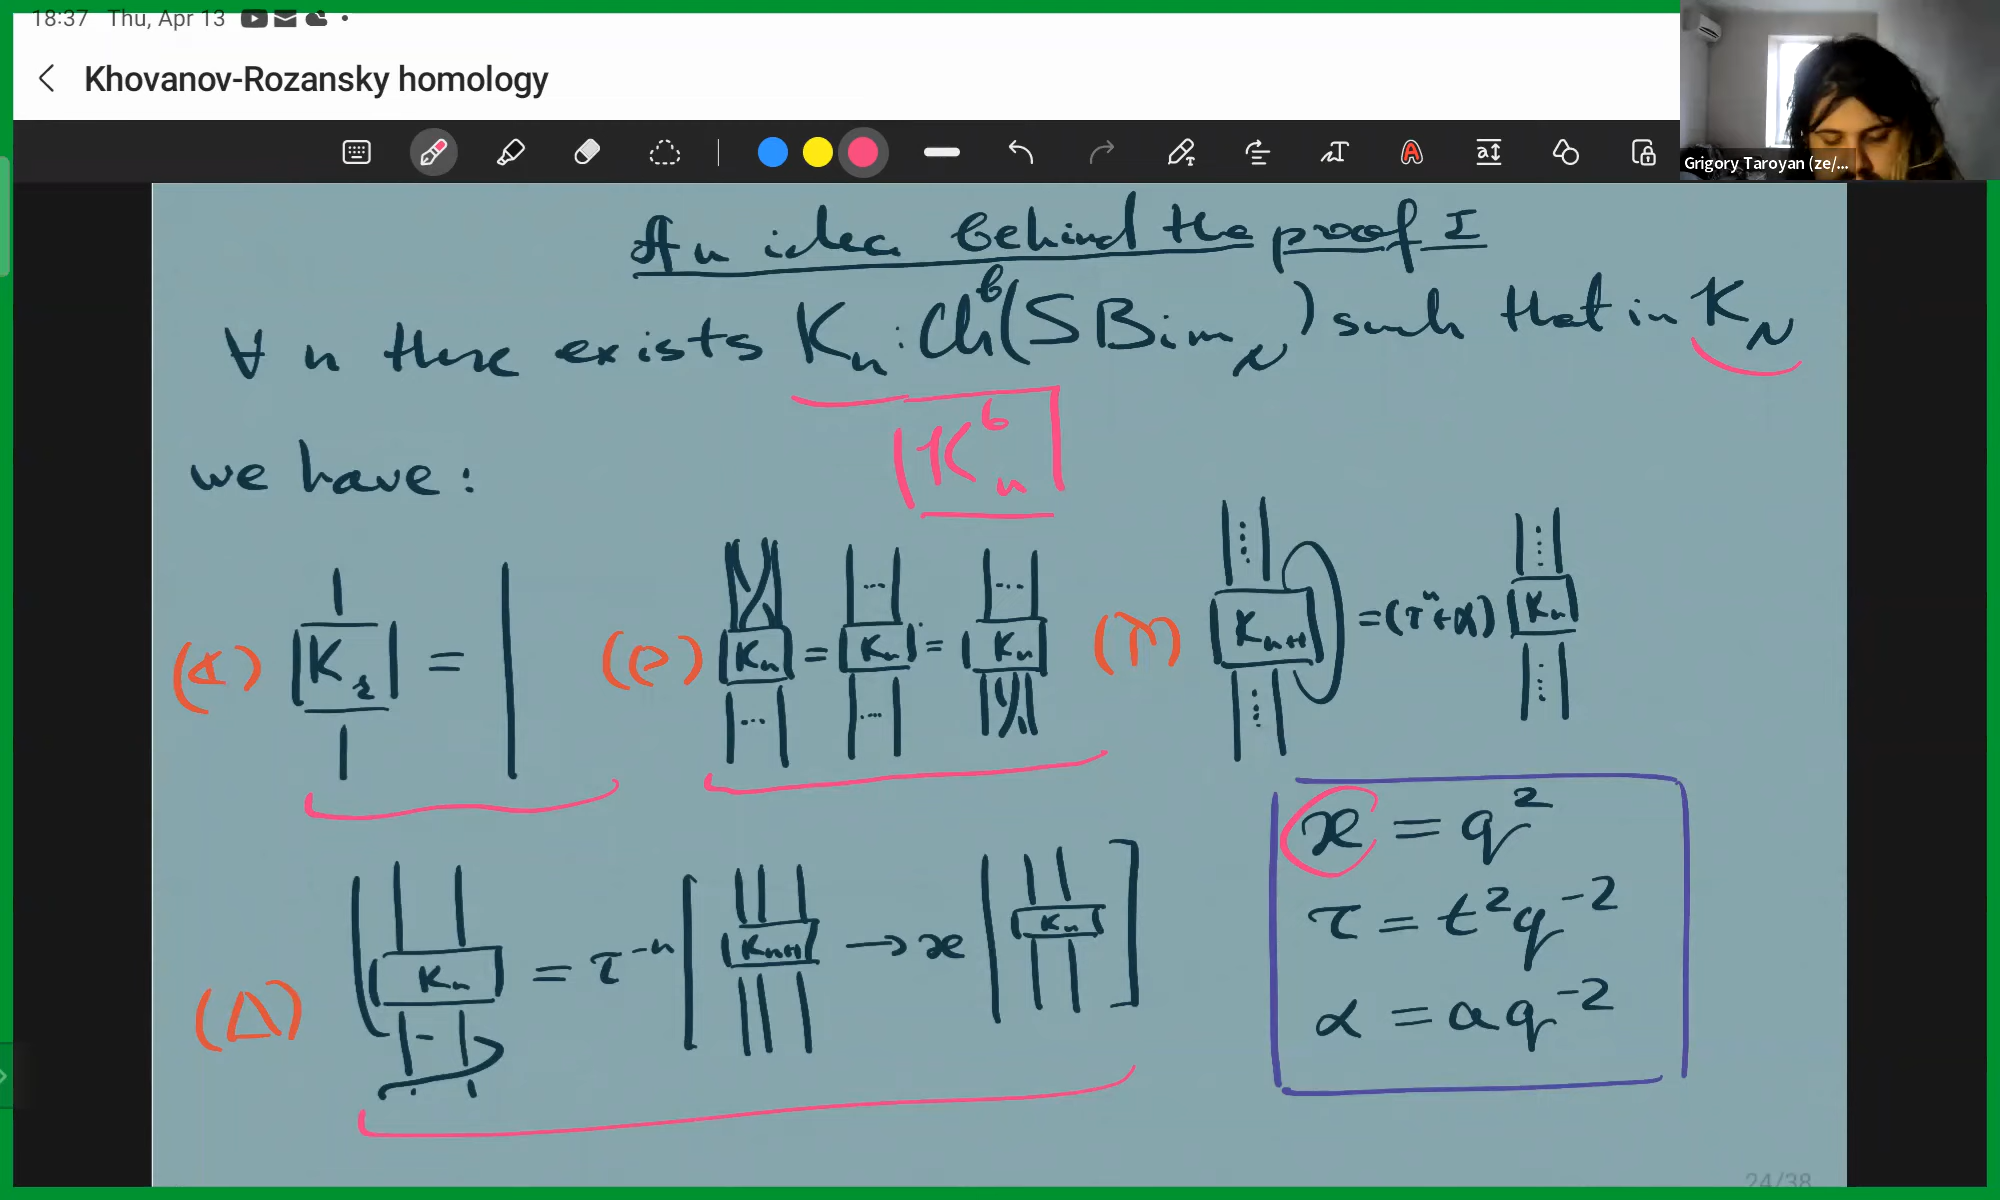 18:37 Thu, Apr 13
Khovanov-Rozansky homology
Grigory Taroyan (ze/...
An idea behind the proof I
∀ n there exists Kₙ : Chᵇ(SBimₙ) such that in Kₙ
Kᵇₙ
we have:
K₁ =
(e) Kₙ = Kₙ = Kₙ
Kₙ₊₁ = (τⁿ+α) Kₙ
(Δ) Kₙ = τ⁻ⁿ [ Kₙ₊₁ → æ Kₙ ]
æ = q²
τ = t²q⁻²
α = aq⁻²
24/38